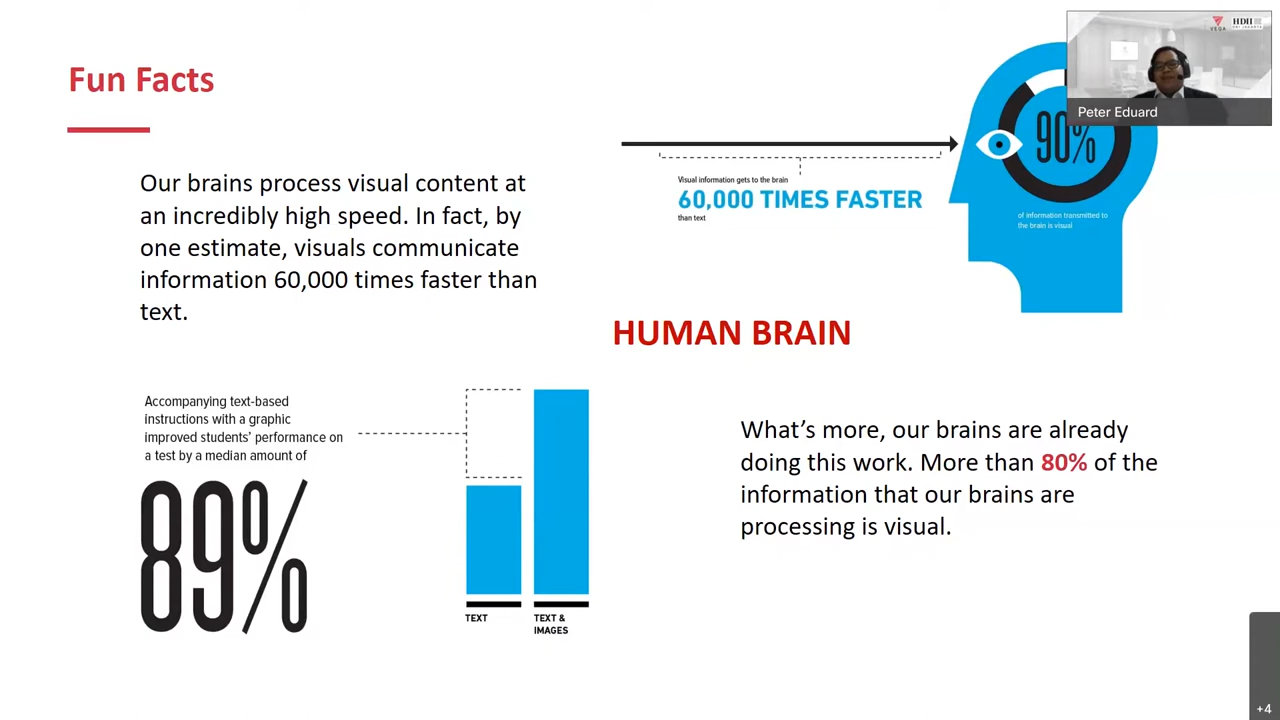 Fun Facts
Our brains process visual content at
an incredibly high speed. In fact, by
one estimate, visuals communicate
information 60,000 times faster than
text.
Visual information gets to the brain
60,000 TIMES FASTER
than text
90%
of information transmitted to
the brain is visual
VEGA
HDII
DKI JAKARTA
Peter Eduard
HUMAN BRAIN
Accompanying text-based
instructions with a graphic
improved students’ performance on
a test by a median amount of
89%
TEXT
TEXT &
IMAGES
What’s more, our brains are already
doing this work. More than 80% of the
information that our brains are
processing is visual.
+4